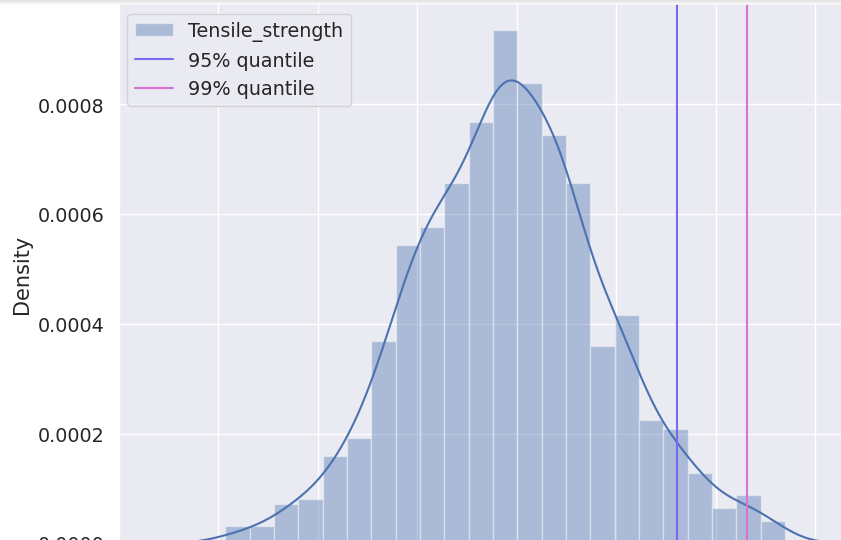 Tensile_strength
95% quantile
99% quantile
0.0008
0.0006
0.0004
0.0002
Density